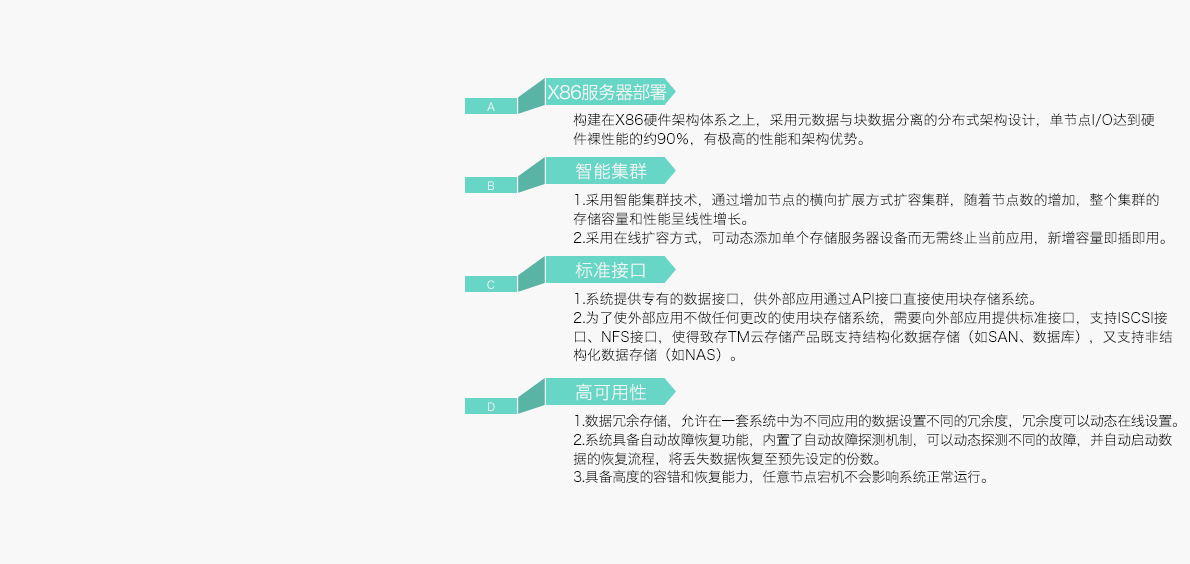 A
X86服务器部署
构建在X86硬件架构体系之上，采用元数据与块数据分离的分布式架构设计，单节点I/O达到硬
件裸性能的约90%，有极高的性能和架构优势。
B
智能集群
1.采用智能集群技术，通过增加节点的横向扩展方式扩容集群，随着节点数的增加，整个集群的
存储容量和性能呈线性增长。
2.采用在线扩容方式，可动态添加单个存储服务器设备而无需终止当前应用，新增容量即插即用。
C
标准接口
1.系统提供专有的数据接口，供外部应用通过API接口直接使用块存储系统。
2.为了使外部应用不做任何更改的使用块存储系统，需要向外部应用提供标准接口，支持ISCSI接
口、NFS接口，使得致存TM云存储产品既支持结构化数据存储（如SAN、数据库），又支持非结
构化数据存储（如NAS）。
D
高可用性
1.数据冗余存储，允许在一套系统中为不同应用的数据设置不同的冗余度，冗余度可以动态在线设置。
2.系统具备自动故障恢复功能，内置了自动故障探测机制，可以动态探测不同的故障，并自动启动数
据的恢复流程，将丢失数据恢复至预先设定的份数。
3.具备高度的容错和恢复能力，任意节点宕机不会影响系统正常运行。